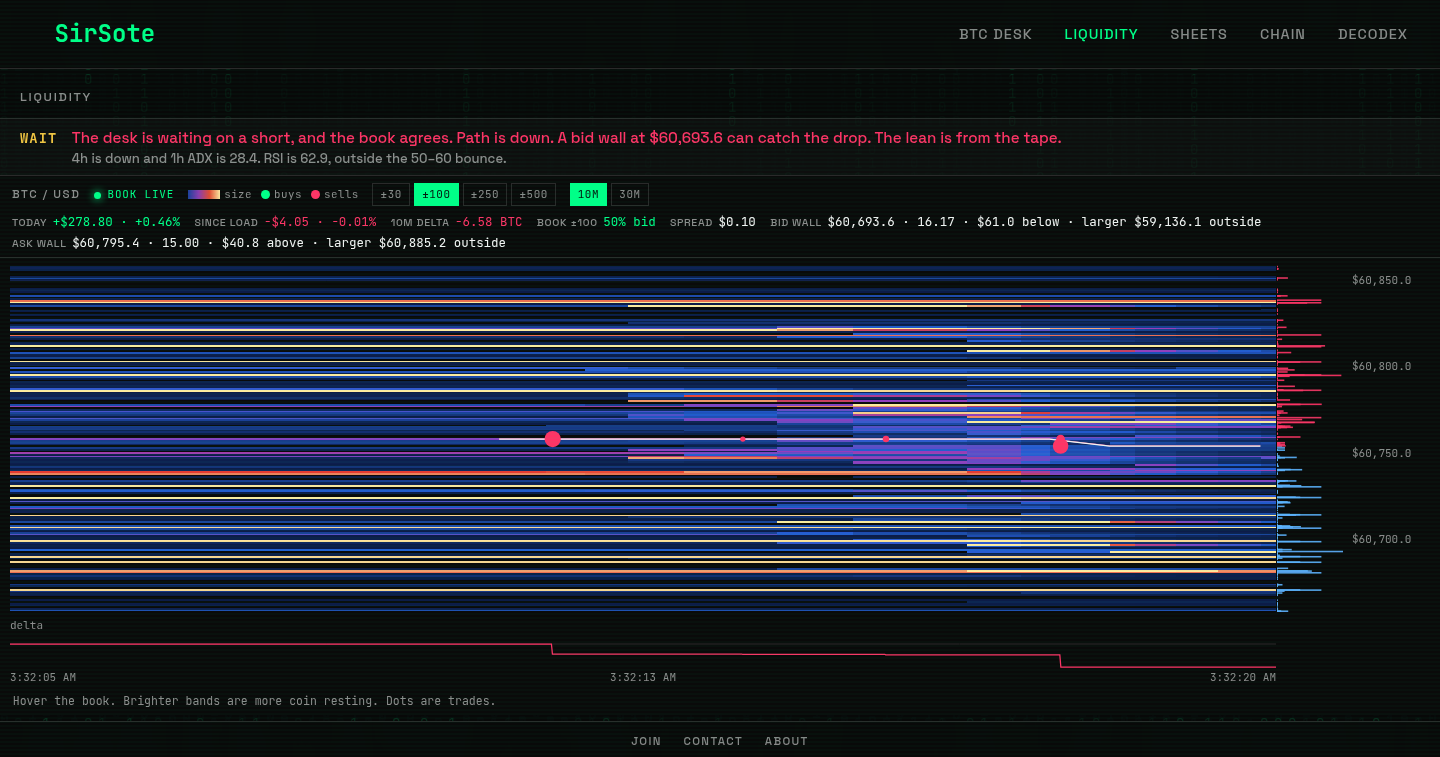 SirSote
BTC DESK LIQUIDITY SHEETS CHAIN DECODEX
LIQUIDITY
WAIT The desk is waiting on a short, and the book agrees. Path is down. A bid wall at $60,693.6 can catch the drop. The lean is from the tape.
4h is down and 1h ADX is 28.4. RSI is 62.9, outside the 50–60 bounce.
BTC / USD BOOK LIVE size buys sells ±30 ±100 ±250 ±500 10M 30M
TODAY +$278.80 · +0.46% SINCE LOAD -$4.05 · -0.01% 10M DELTA -6.58 BTC BOOK ±100 50% bid SPREAD $0.10 BID WALL $60,693.6 · 16.17 · $61.0 below · larger $59,136.1 outside
ASK WALL $60,795.4 · 15.00 · $40.8 above · larger $60,885.2 outside
$60,850.0
$60,800.0
$60,750.0
$60,700.0
delta
3:32:05 AM 3:32:13 AM 3:32:20 AM
Hover the book. Brighter bands are more coin resting. Dots are trades.
JOIN CONTACT ABOUT